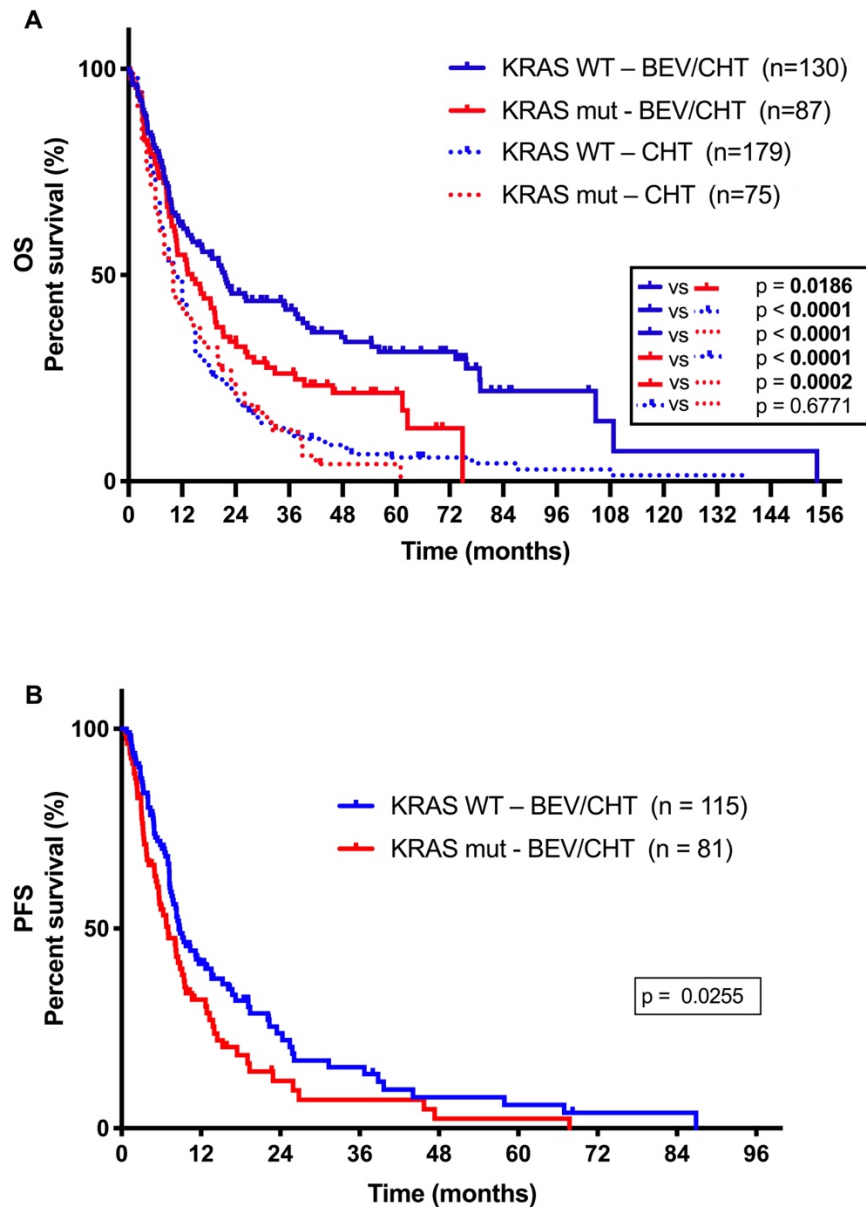 A
OS
Percent survival (%)
100
50
0
KRAS WT – BEV/CHT (n=130)
KRAS mut - BEV/CHT (n=87)
KRAS WT – CHT (n=179)
KRAS mut – CHT (n=75)
vs p = 0.0186
vs p < 0.0001
vs p < 0.0001
vs p < 0.0001
vs p = 0.0002
vs p = 0.6771
0 12 24 36 48 60 72 84 96 108 120 132 144 156
Time (months)
B
PFS
Percent survival (%)
100
50
0
KRAS WT – BEV/CHT (n = 115)
KRAS mut - BEV/CHT (n = 81)
p = 0.0255
0 12 24 36 48 60 72 84 96
Time (months)